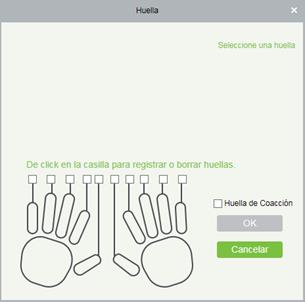 Huella
Seleccione una huella
De click en la casilla para registrar o borrar huellas.
Huella de Coacción
OK
Cancelar